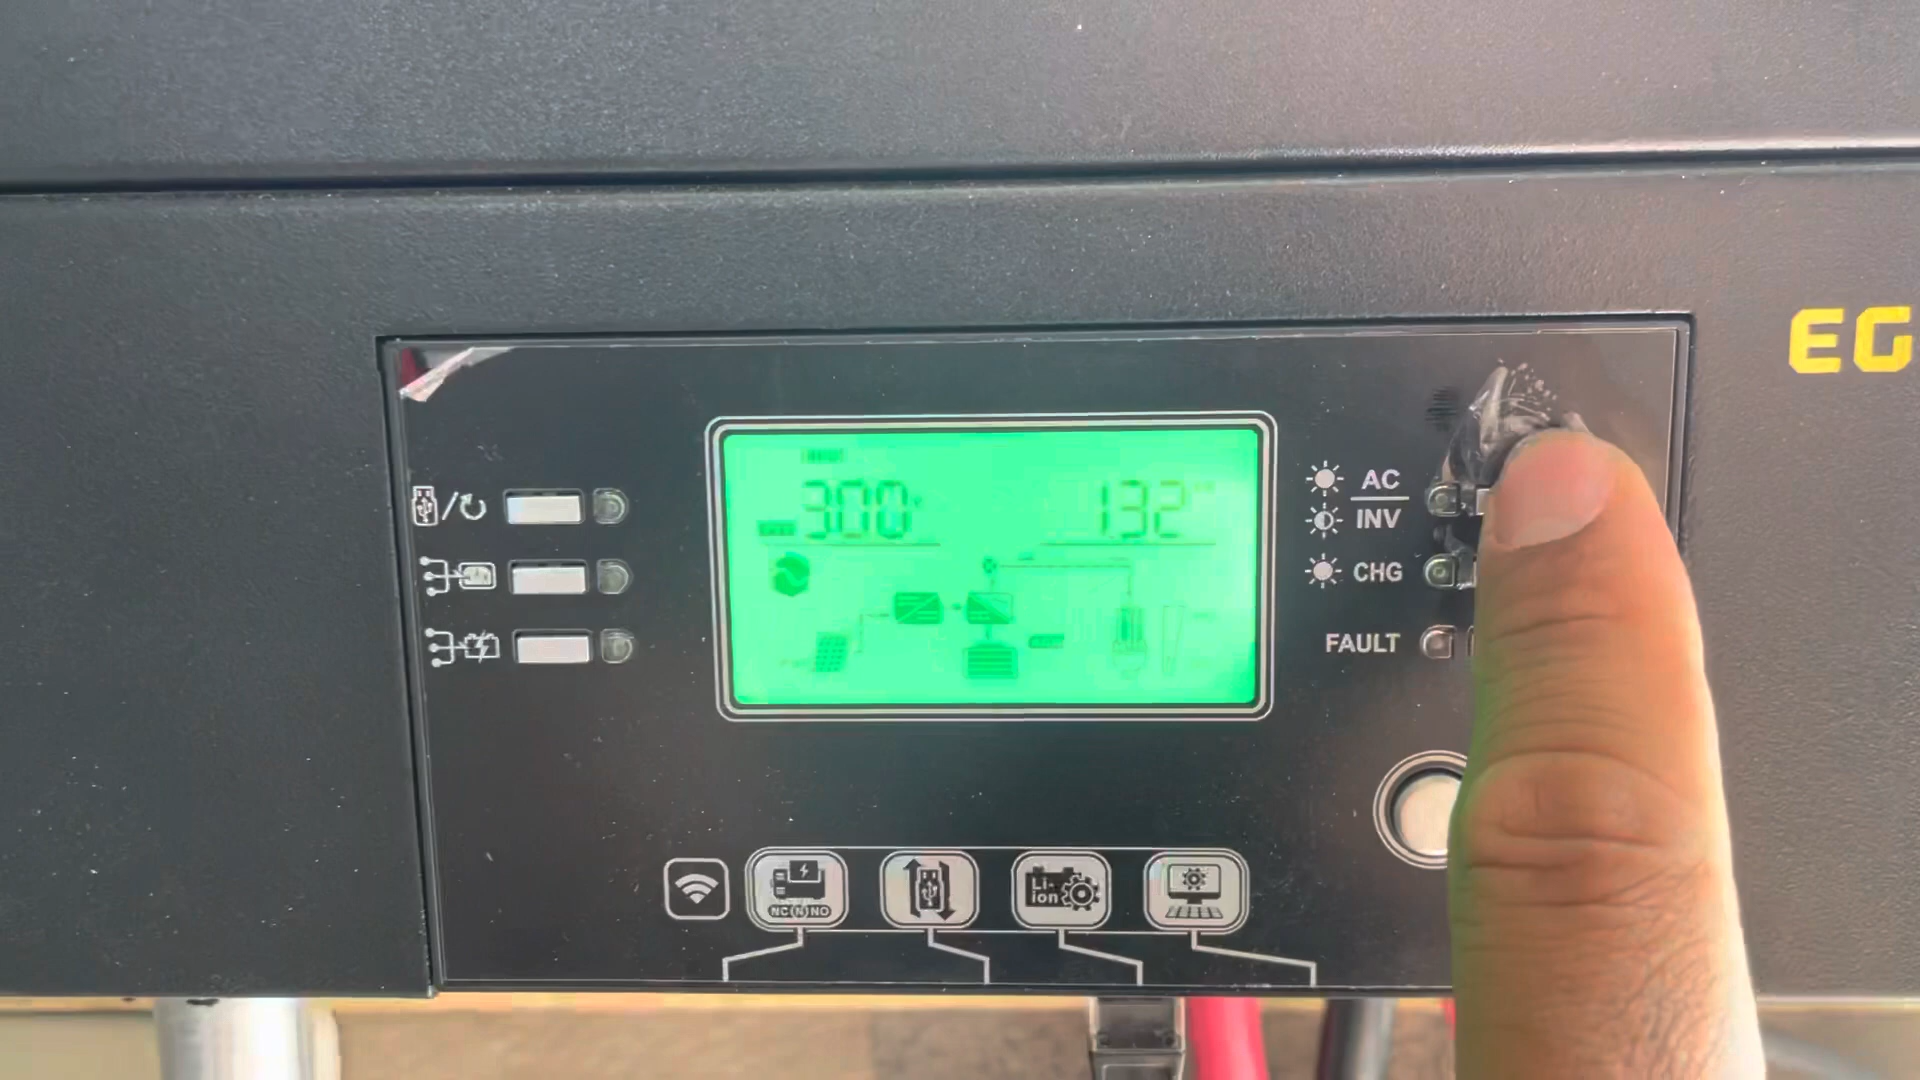 EG
300
132
AC
INV
CHG
FAULT
NC(N)NO
Li-
ion